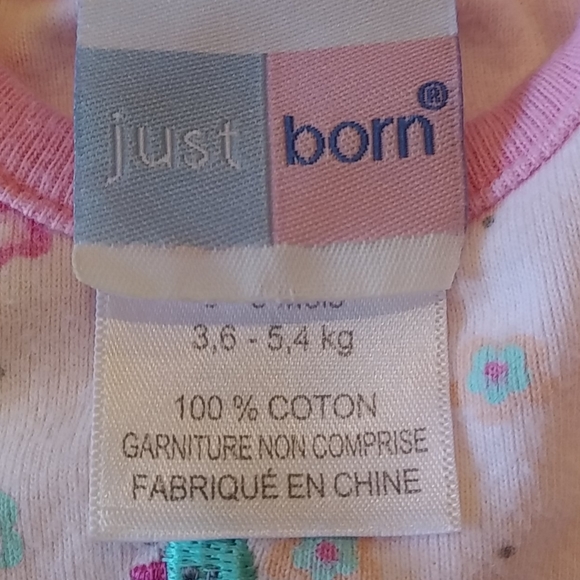 just born®
3,6 - 5,4 kg
100 % COTON
GARNITURE NON COMPRISE
FABRIQUÉ EN CHINE